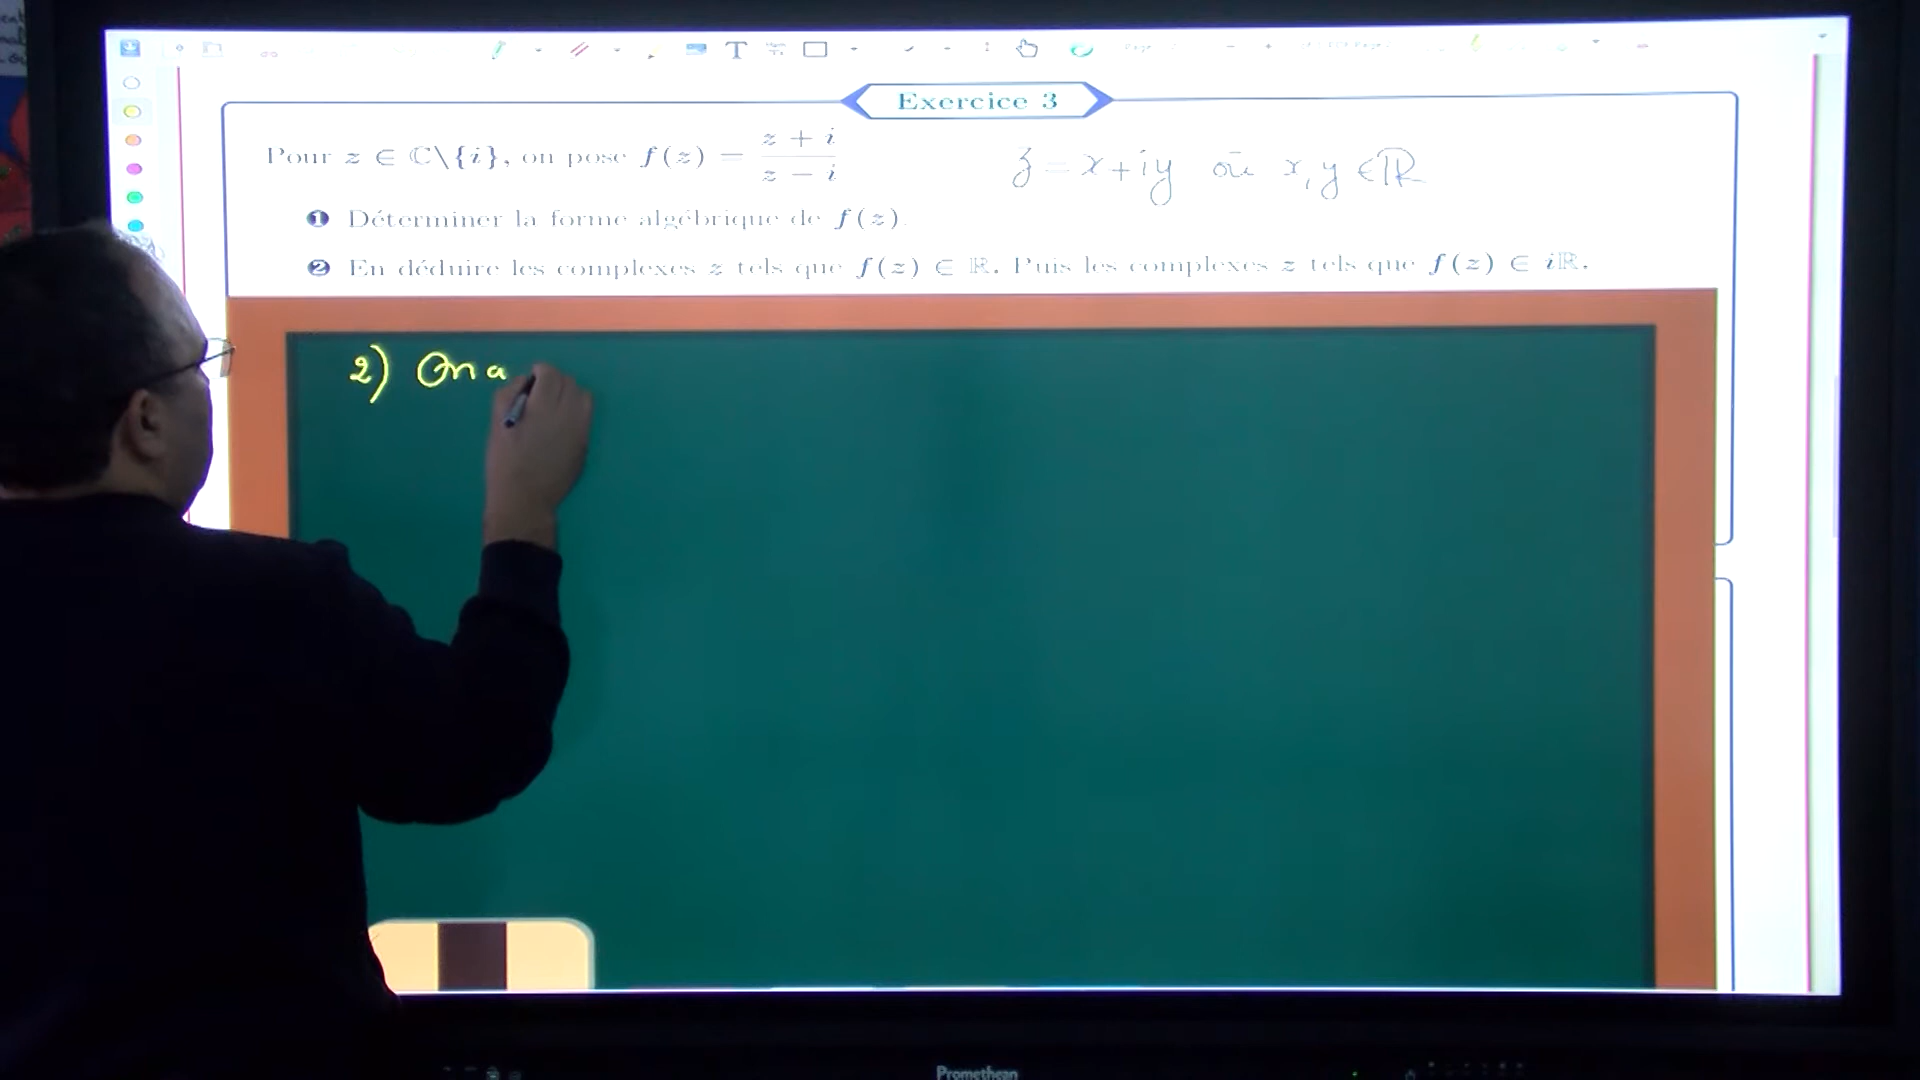 Exercice 3
Pour z ∈ ℂ\{i}, on pose f(z) = \frac{z + i}{z - i}
z = x + iy où x, y ∈ ℝ
❶ Déterminer la forme algébrique de f(z).
❷ En déduire les complexes z tels que f(z) ∈ ℝ. Puis les complexes z tels que f(z) ∈ iℝ.
2) On a
Promethean